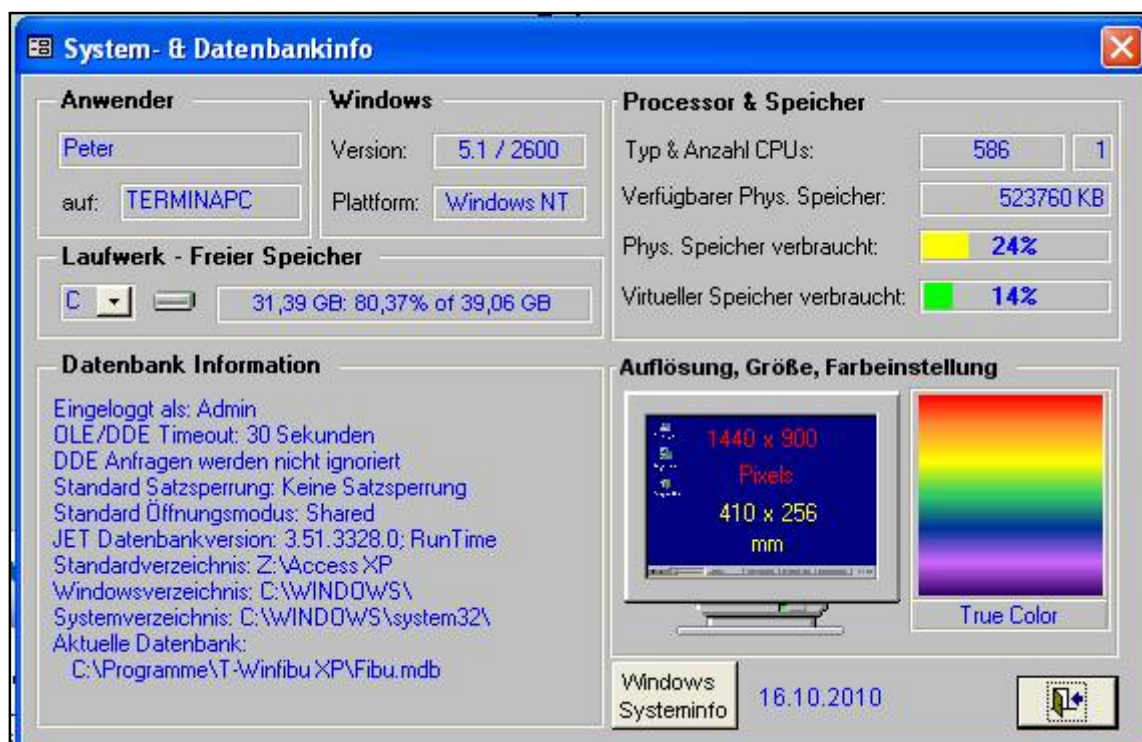 System- & Datenbankinfo
Anwender
Peter
auf: TERMINAPC
Windows
Version: 5.1 / 2600
Plattform: Windows NT
Processor & Speicher
Typ & Anzahl CPUs: 586 1
Verfügbarer Phys. Speicher: 523760 KB
Phys. Speicher verbraucht: 24%
Virtueller Speicher verbraucht: 14%
Laufwerk - Freier Speicher
C 31,39 GB: 80,37% of 39,06 GB
Datenbank Information
Eingeloggt als: Admin
OLE/DDE Timeout: 30 Sekunden
DDE Anfragen werden nicht ignoriert
Standard Satzsperrung: Keine Satzsperrung
Standard Öffnungsmodus: Shared
JET Datenbankversion: 3.51.3328.0; RunTime
Standardverzeichnis: Z:\Access XP
Windowsverzeichnis: C:\WINDOWS\
Systemverzeichnis: C:\WINDOWS\system32\
Aktuelle Datenbank:
C:\Programme\T-Winfibu XP\Fibu.mdb
Auflösung, Größe, Farbeinstellung
1440 x 900
Pixels
410 x 256
mm
True Color
Windows
Systeminfo
16.10.2010